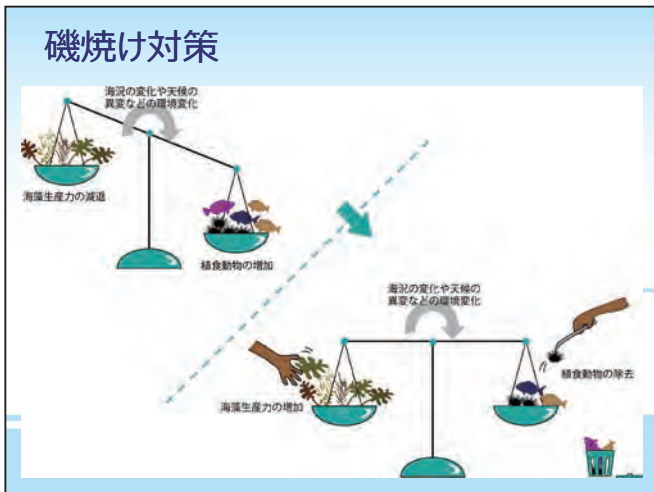 磯焼け対策
海況の変化や天候の
異変などの環境変化
海藻生産力の減退
植食動物の増加
海況の変化や天候の
異変などの環境変化
植食動物の除去
海藻生産力の増加